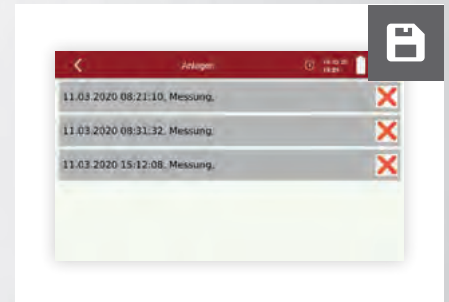 Anlagen
11.03.2020 08:21:10, Messung,
11.03.2020 08:31:32, Messung,
11.03.2020 15:12:08, Messung,